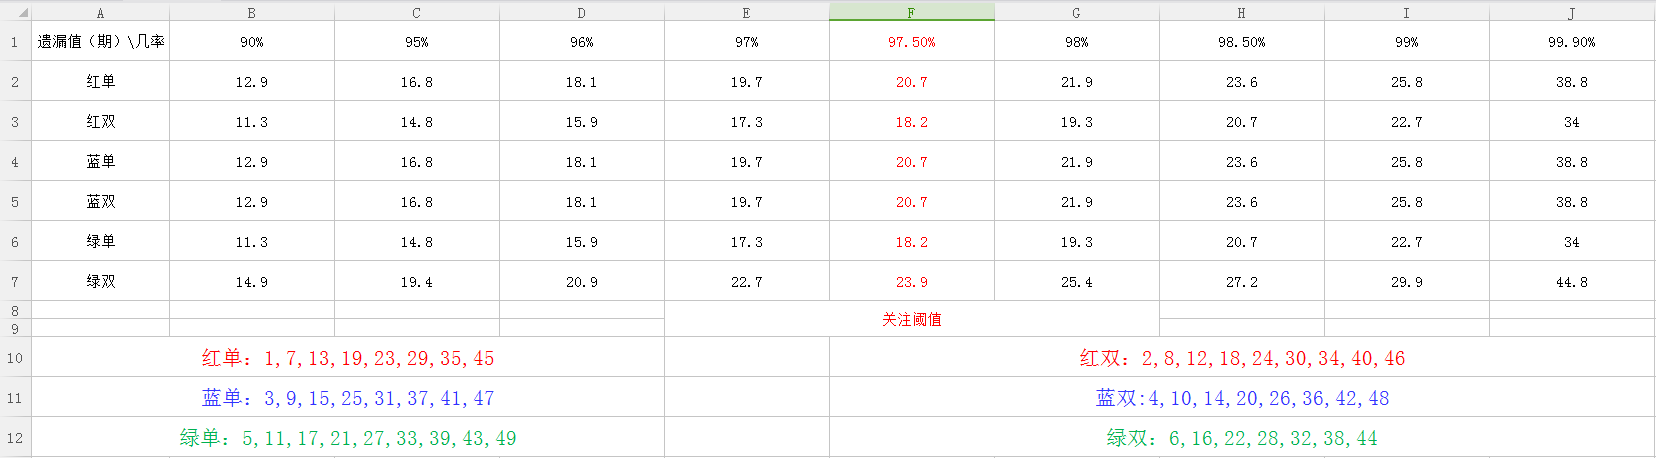 A B C D E F G H I J
1 遗漏值（期）\几率 90% 95% 96% 97% 97.50% 98% 98.50% 99% 99.90%
2 红单 12.9 16.8 18.1 19.7 20.7 21.9 23.6 25.8 38.8
3 红双 11.3 14.8 15.9 17.3 18.2 19.3 20.7 22.7 34
4 蓝单 12.9 16.8 18.1 19.7 20.7 21.9 23.6 25.8 38.8
5 蓝双 12.9 16.8 18.1 19.7 20.7 21.9 23.6 25.8 38.8
6 绿单 11.3 14.8 15.9 17.3 18.2 19.3 20.7 22.7 34
7 绿双 14.9 19.4 20.9 22.7 23.9 25.4 27.2 29.9 44.8
8
关注阈值
9
10 红单：1,7,13,19,23,29,35,45 红双：2,8,12,18,24,30,34,40,46
11 蓝单：3,9,15,25,31,37,41,47 蓝双:4,10,14,20,26,36,42,48
12 绿单：5,11,17,21,27,33,39,43,49 绿双：6,16,22,28,32,38,44